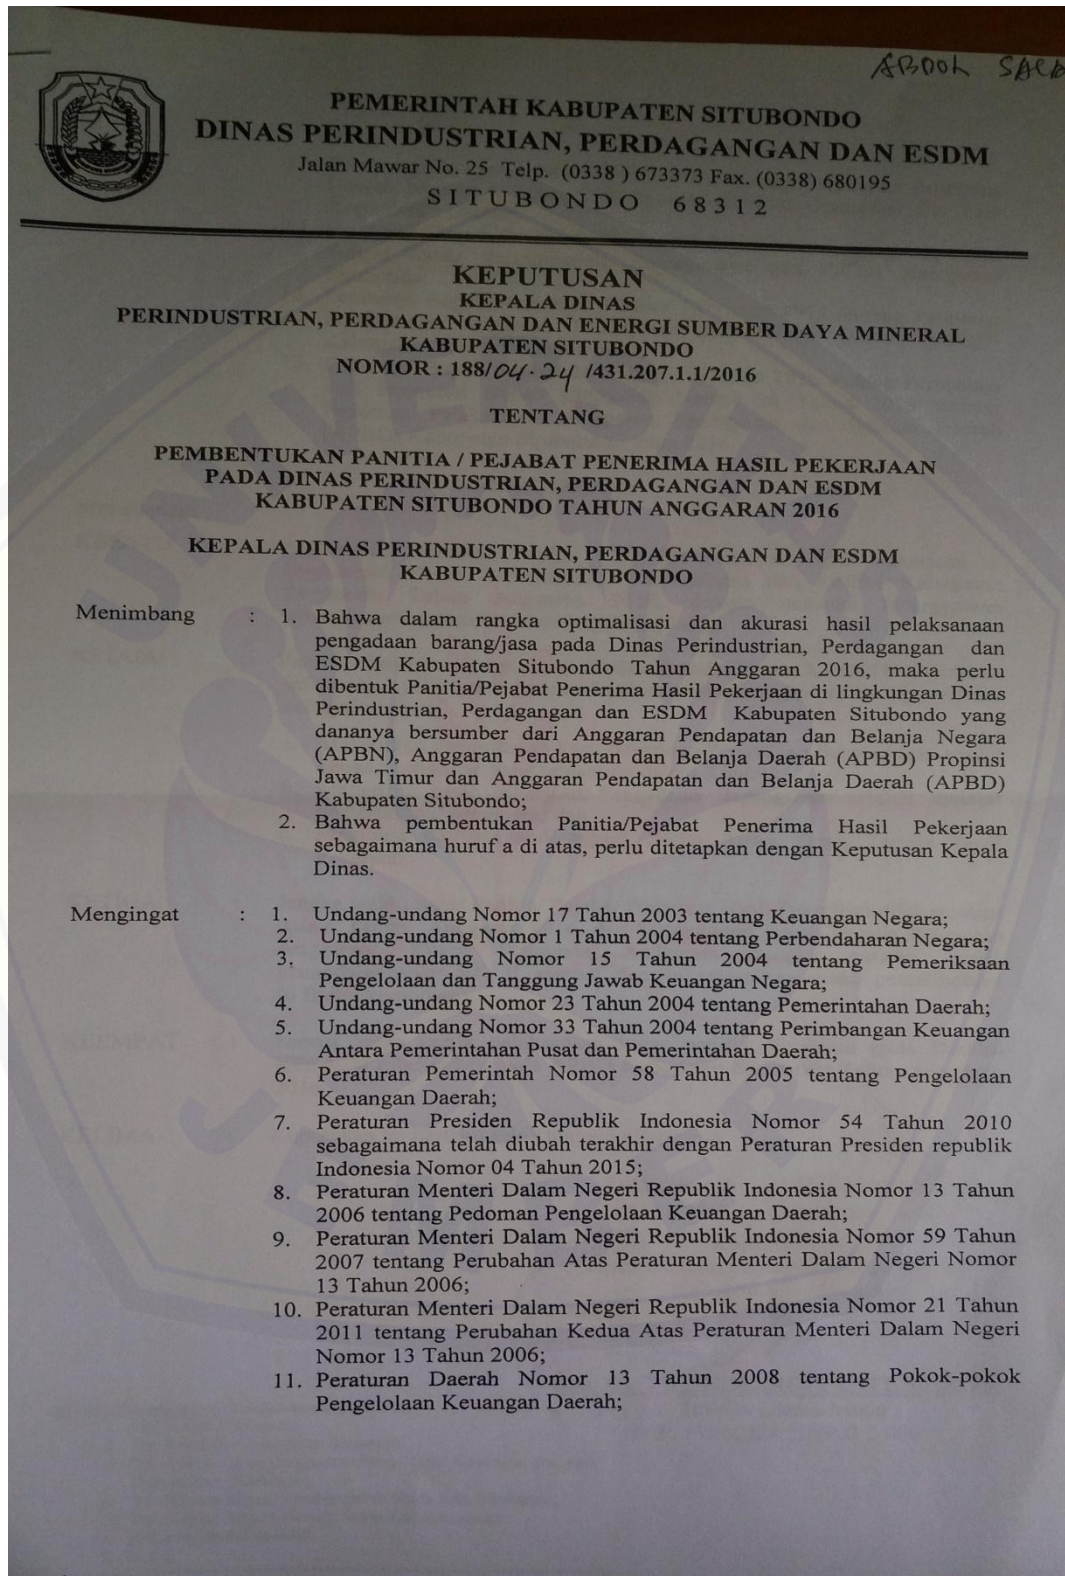 PEMERINTAH KABUPATEN SITUBONDO
DINAS PERINDUSTRIAN, PERDAGANGAN DAN ESDM
Jalan Mawar No. 25 Telp. (0338 ) 673373 Fax. (0338) 680195
SITUBONDO 68312
KEPUTUSAN
KEPALA DINAS
PERINDUSTRIAN, PERDAGANGAN DAN ENERGI SUMBER DAYA MINERAL
KABUPATEN SITUBONDO
NOMOR : 188/04.24 /431.207.1.1/2016
TENTANG
PEMBENTUKAN PANITIA / PEJABAT PENERIMA HASIL PEKERJAAN
PADA DINAS PERINDUSTRIAN, PERDAGANGAN DAN ESDM
KABUPATEN SITUBONDO TAHUN ANGGARAN 2016
KEPALA DINAS PERINDUSTRIAN, PERDAGANGAN DAN ESDM
KABUPATEN SITUBONDO
Menimbang : 1. Bahwa dalam rangka optimalisasi dan akurasi hasil pelaksanaan
pengadaan barang/jasa pada Dinas Perindustrian, Perdagangan dan
ESDM Kabupaten Situbondo Tahun Anggaran 2016, maka perlu
dibentuk Panitia/Pejabat Penerima Hasil Pekerjaan di lingkungan Dinas
Perindustrian, Perdagangan dan ESDM Kabupaten Situbondo yang
dananya bersumber dari Anggaran Pendapatan dan Belanja Negara
(APBN), Anggaran Pendapatan dan Belanja Daerah (APBD) Propinsi
Jawa Timur dan Anggaran Pendapatan dan Belanja Daerah (APBD)
Kabupaten Situbondo;
2. Bahwa pembentukan Panitia/Pejabat Penerima Hasil Pekerjaan
sebagaimana huruf a di atas, perlu ditetapkan dengan Keputusan Kepala
Dinas.
Mengingat : 1. Undang-undang Nomor 17 Tahun 2003 tentang Keuangan Negara;
2. Undang-undang Nomor 1 Tahun 2004 tentang Perbendaharan Negara;
3. Undang-undang Nomor 15 Tahun 2004 tentang Pemeriksaan
Pengelolaan dan Tanggung Jawab Keuangan Negara;
4. Undang-undang Nomor 23 Tahun 2004 tentang Pemerintahan Daerah;
5. Undang-undang Nomor 33 Tahun 2004 tentang Perimbangan Keuangan
Antara Pemerintahan Pusat dan Pemerintahan Daerah;
6. Peraturan Pemerintah Nomor 58 Tahun 2005 tentang Pengelolaan
Keuangan Daerah;
7. Peraturan Presiden Republik Indonesia Nomor 54 Tahun 2010
sebagaimana telah diubah terakhir dengan Peraturan Presiden republik
Indonesia Nomor 04 Tahun 2015;
8. Peraturan Menteri Dalam Negeri Republik Indonesia Nomor 13 Tahun
2006 tentang Pedoman Pengelolaan Keuangan Daerah;
9. Peraturan Menteri Dalam Negeri Republik Indonesia Nomor 59 Tahun
2007 tentang Perubahan Atas Peraturan Menteri Dalam Negeri Nomor
13 Tahun 2006;
10. Peraturan Menteri Dalam Negeri Republik Indonesia Nomor 21 Tahun
2011 tentang Perubahan Kedua Atas Peraturan Menteri Dalam Negeri
Nomor 13 Tahun 2006;
11. Peraturan Daerah Nomor 13 Tahun 2008 tentang Pokok-pokok
Pengelolaan Keuangan Daerah;
UNIVERSITAS
JEMBER